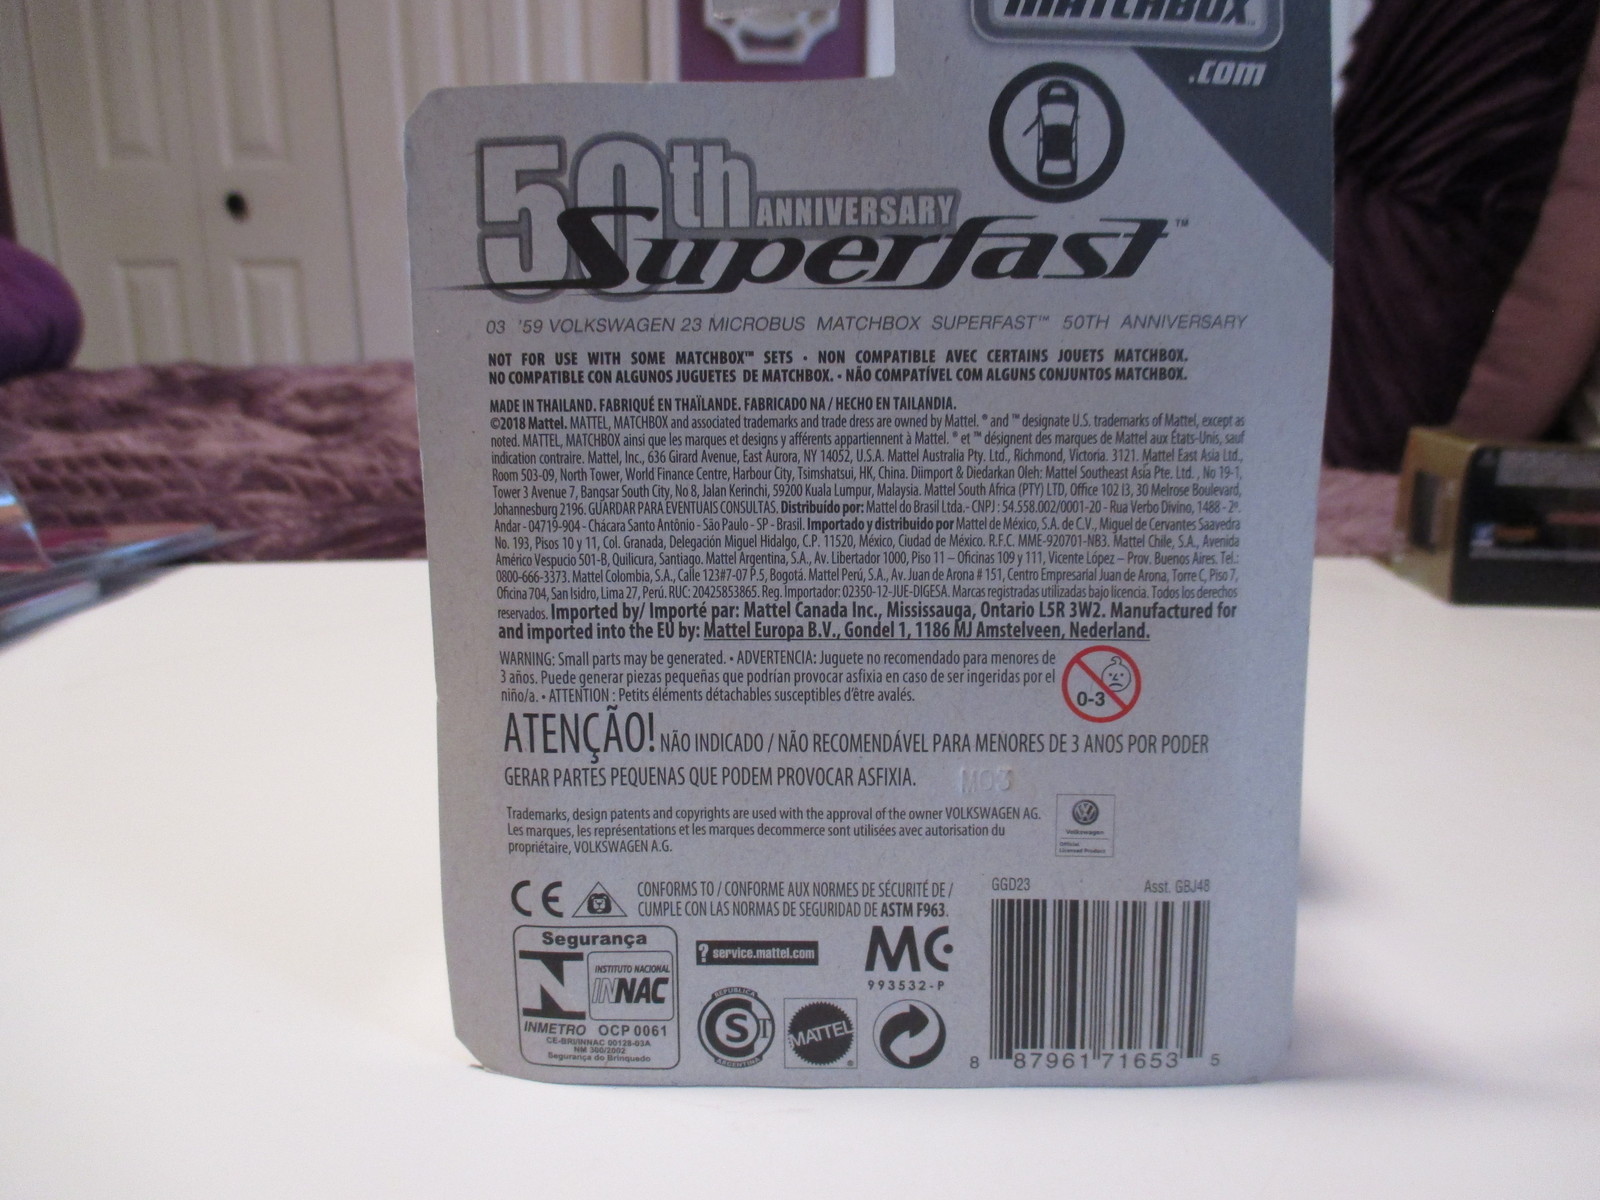 MATCHBOX
.com
50th ANNIVERSARY
Superfast™
03 '59 VOLKSWAGEN 23 MICROBUS MATCHBOX SUPERFAST™ 50TH ANNIVERSARY
NOT FOR USE WITH SOME MATCHBOX™ SETS • NON COMPATIBLE AVEC CERTAINS JOUETS MATCHBOX.
NO COMPATIBLE CON ALGUNOS JUGUETES DE MATCHBOX. • NÃO COMPATÍVEL COM ALGUNS CONJUNTOS MATCHBOX.
MADE IN THAILAND. FABRIQUÉ EN THAÏLANDE. FABRICADO NA / HECHO EN TAILANDIA.
©2018 Mattel. MATTEL, MATCHBOX and associated trademarks and trade dress are owned by Mattel. ® and ™ designate U.S. trademarks of Mattel, except as
noted. MATTEL, MATCHBOX ainsi que les marques et designs y afférents appartiennent à Mattel. ® et ™ désignent des marques de Mattel aux États-Unis, sauf
indication contraire. Mattel, Inc., 636 Girard Avenue, East Aurora, NY 14052, U.S.A. Mattel Australia Pty. Ltd., Richmond, Victoria. 3121. Mattel East Asia Ltd.,
Room 503-09, North Tower, World Finance Centre, Harbour City, Tsimshatsui, HK, China. Diimport & Diedarkan Oleh: Mattel Southeast Asia Pte. Ltd. , No 19-1,
Tower 3 Avenue 7, Bangsar South City, No 8, Jalan Kerinchi, 59200 Kuala Lumpur, Malaysia. Mattel South Africa (PTY) LTD, Office 102 I3, 30 Melrose Boulevard,
Johannesburg 2196. GUARDAR PARA EVENTUAIS CONSULTAS. Distribuído por: Mattel do Brasil Ltda.- CNPJ : 54.558.002/0001-20 - Rua Verbo Divino, 1488 - 2º.
Andar - 04719-904 - Chácara Santo Antônio - São Paulo - SP - Brasil. Importado y distribuido por Mattel de México, S.A. de C.V., Miguel de Cervantes Saavedra
No. 193, Pisos 10 y 11, Col. Granada, Delegación Miguel Hidalgo, C.P. 11520, México, Ciudad de México. R.F.C. MME-920701-NB3. Mattel Chile, S.A., Avenida
Américo Vespucio 501-B, Quilicura, Santiago. Mattel Argentina, S.A., Av. Libertador 1000, Piso 11 – Oficinas 109 y 111, Vicente López – Prov. Buenos Aires. Tel.:
0800-666-3373. Mattel Colombia, S.A., Calle 123#7-07 P.5, Bogotá. Mattel Perú, S.A., Av. Juan de Arona # 151, Centro Empresarial Juan de Arona, Torre C, Piso 7,
Oficina 704, San Isidro, Lima 27, Perú. RUC: 20425853865. Reg. Importador: 02350-12-JUE-DIGESA. Marcas registradas utilizadas bajo licencia. Todos los derechos
reservados. Imported by/ Importé par: Mattel Canada Inc., Mississauga, Ontario L5R 3W2. Manufactured for
and imported into the EU by: Mattel Europa B.V., Gondel 1, 1186 MJ Amstelveen, Nederland.
WARNING: Small parts may be generated. • ADVERTENCIA: Juguete no recomendado para menores de
3 años. Puede generar piezas pequeñas que podrían provocar asfixia en caso de ser ingeridas por el
niño/a. • ATTENTION : Petits éléments détachables susceptibles d'être avalés.
0-3
ATENÇÃO! NÃO INDICADO / NÃO RECOMENDÁVEL PARA MENORES DE 3 ANOS POR PODER
GERAR PARTES PEQUENAS QUE PODEM PROVOCAR ASFIXIA.
M03
Trademarks, design patents and copyrights are used with the approval of the owner VOLKSWAGEN AG.
Les marques, les représentations et les marques decommerce sont utilisées avec autorisation du
propriétaire, VOLKSWAGEN A.G.
Volkswagen
Official
Licensed Product
CE
CONFORMS TO / CONFORME AUX NORMES DE SÉCURITÉ DE /
CUMPLE CON LAS NORMAS DE SEGURIDAD DE ASTM F963.
GGD23 Asst. GBJ48
Segurança
INSTITUTO NACIONAL
INNAC
INMETRO OCP 0061
CE-BRI/INNAC 00128-03A
NM 300/2002
Segurança do Brinquedo
? service.mattel.com
MC
993532-P
REPUBLICA
S
ARGENTINA
MATTEL®
8 87961 71653 5